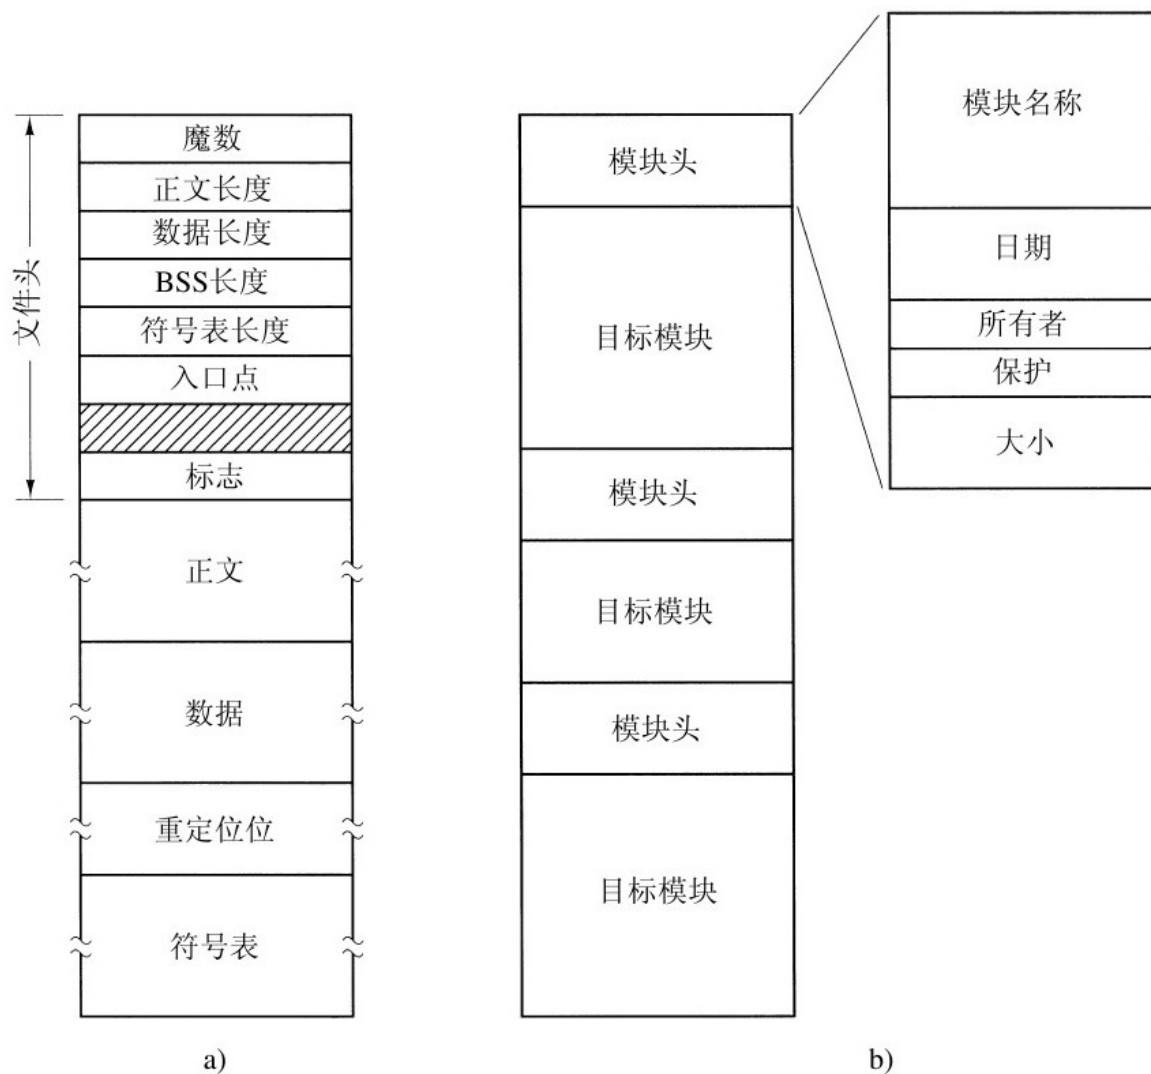 文件头
魔数
正文长度
数据长度
BSS长度
符号表长度
入口点
标志
正文
数据
重定位位
符号表
a)
模块头
目标模块
模块头
目标模块
模块头
目标模块
模块名称
日期
所有者
保护
大小
b)